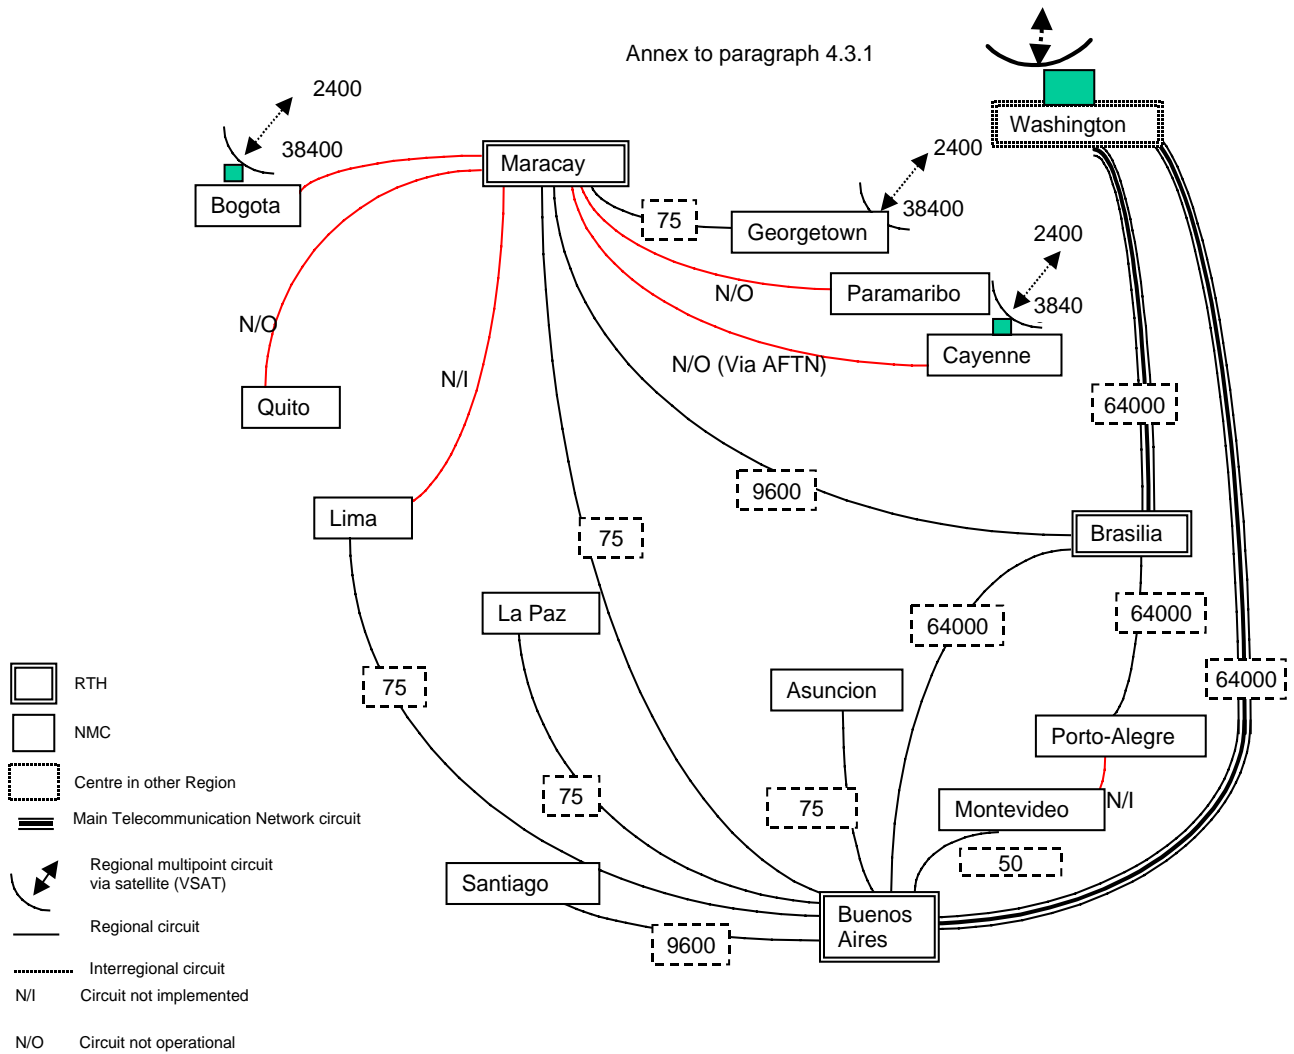 Annex to paragraph 4.3.1
2400
38400
Bogota
Maracay
Washington
2400
38400
75
Georgetown
2400
3840
N/O
Paramaribo
Cayenne
N/O (Via AFTN)
N/O
N/I
Quito
64000
9600
Lima
75
Brasilia
La Paz
64000
64000
75
Asuncion
64000
Porto-Alegre
75
75
Montevideo
N/I
50
Santiago
9600
Buenos
Aires
RTH
NMC
Centre in other Region
Main Telecommunication Network circuit
Regional multipoint circuit
via satellite (VSAT)
Regional circuit
Interregional circuit
N/I Circuit not implemented
N/O Circuit not operational